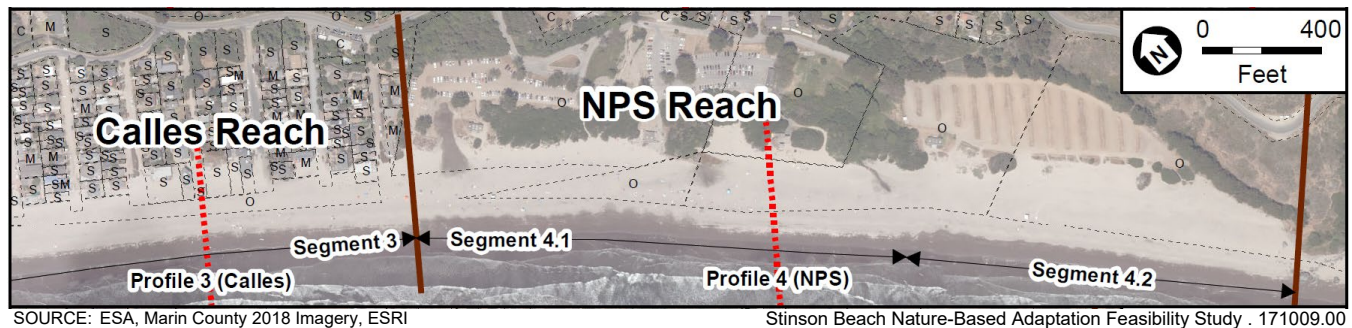 0 400
N
Feet
NPS Reach
Calles Reach
Segment 3
Segment 4.1
Segment 4.2
Profile 3 (Calles)
Profile 4 (NPS)
SOURCE: ESA, Marin County 2018 Imagery, ESRI
Stinson Beach Nature-Based Adaptation Feasibility Study . 171009.00